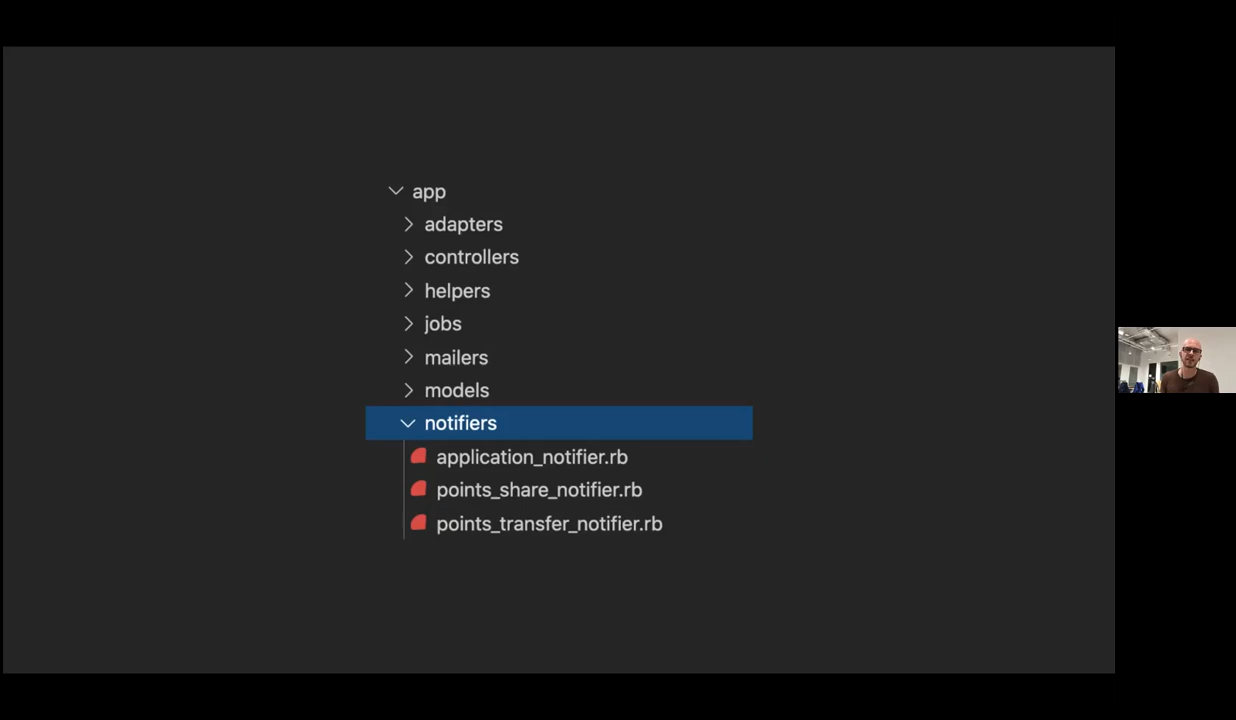 app
adapters
controllers
helpers
jobs
mailers
models
notifiers
application_notifier.rb
points_share_notifier.rb
points_transfer_notifier.rb